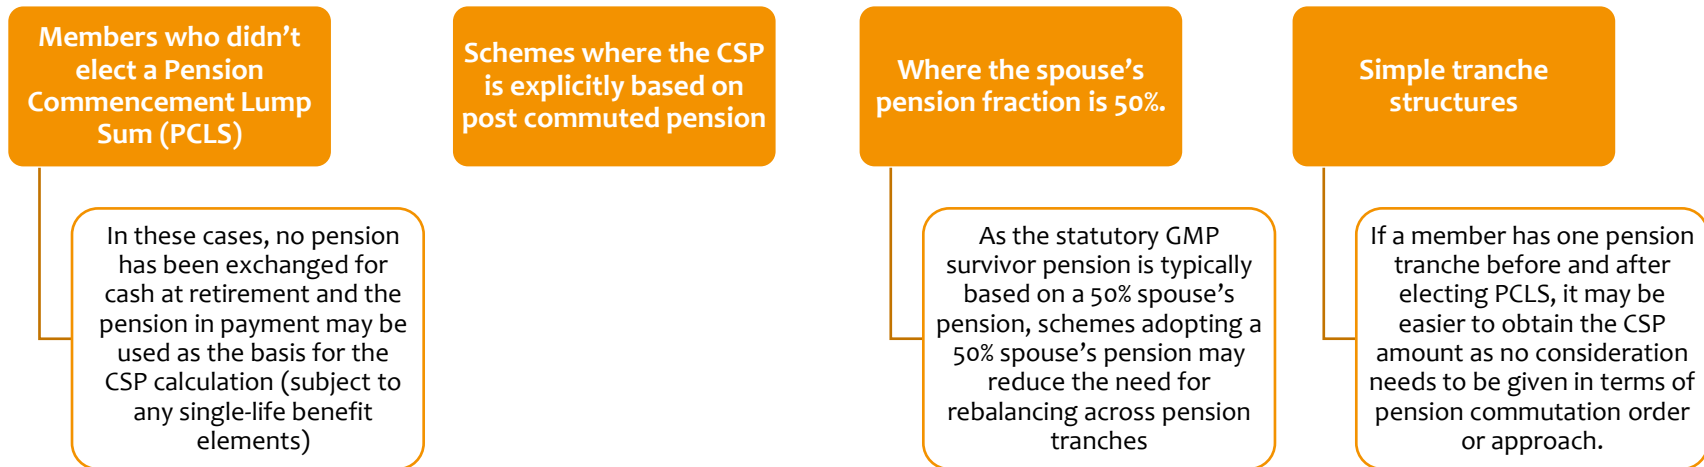 Members who didn’t
elect a Pension
Commencement Lump
Sum (PCLS)
In these cases, no pension
has been exchanged for
cash at retirement and the
pension in payment may be
used as the basis for the
CSP calculation (subject to
any single-life benefit
elements)
Schemes where the CSP
is explicitly based on
post commuted pension
Where the spouse’s
pension fraction is 50%.
As the statutory GMP
survivor pension is typically
based on a 50% spouse’s
pension, schemes adopting a
50% spouse’s pension may
reduce the need for
rebalancing across pension
tranches
Simple tranche
structures
If a member has one pension
tranche before and after
electing PCLS, it may be
easier to obtain the CSP
amount as no consideration
needs to be given in terms of
pension commutation order
or approach.